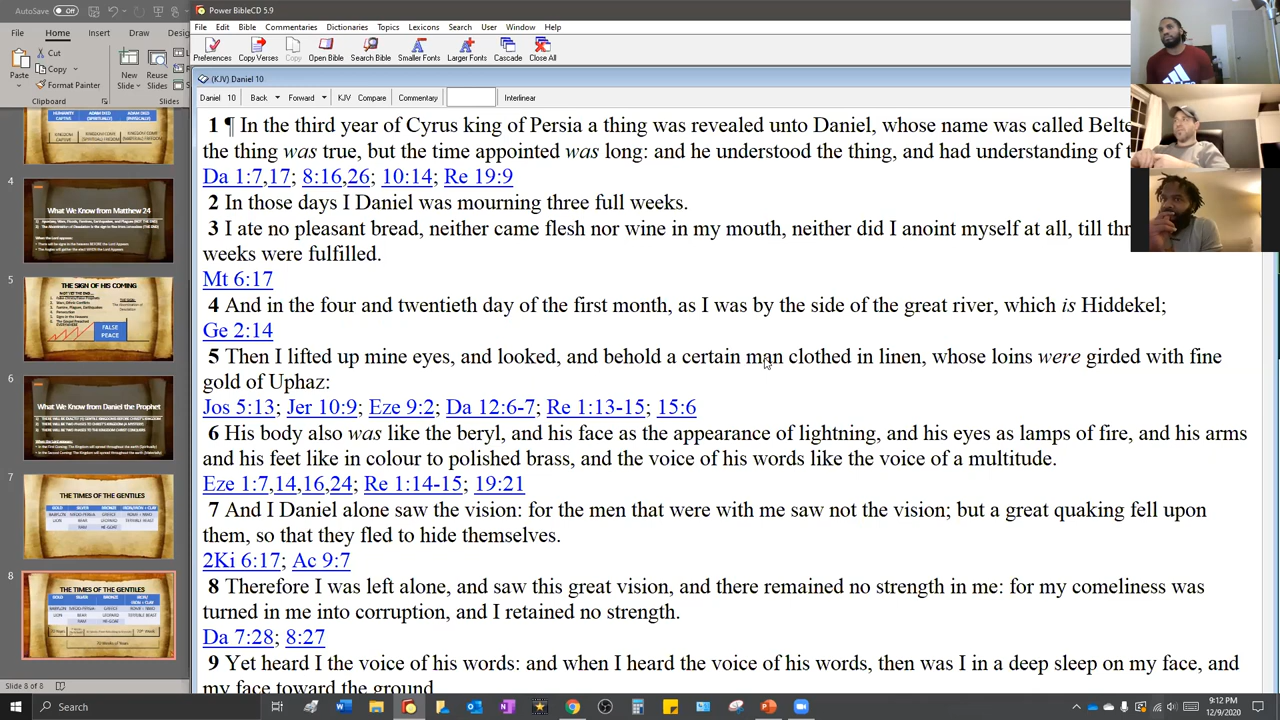 AutoSave Off
Power BibleCD 5.9
File Home Insert Draw
File Edit Bible Commentaries Dictionaries Topics Lexicons Search User Window Help
Paste
Cut
Copy
Format Painter
New Slide
Reuse Slides
Clipboard
Slides
Preferences Copy Verses Copy Open Bible Search Bible Smaller Fonts Larger Fonts Cascade Close All
(KJV) Daniel 10
Daniel 10 Back Forward KJV Compare Commentary Interlinear
1 ¶ In the third year of Cyrus king of Persia a thing was revealed unto Daniel, whose name was called Belte
the thing was true, but the time appointed was long: and he understood the thing, and had understanding of t
Da 1:7,17; 8:16,26; 10:14; Re 19:9
2 In those days I Daniel was mourning three full weeks.
3 I ate no pleasant bread, neither came flesh nor wine in my mouth, neither did I anoint myself at all, till thr
weeks were fulfilled.
Mt 6:17
4 And in the four and twentieth day of the first month, as I was by the side of the great river, which is Hiddekel;
Ge 2:14
5 Then I lifted up mine eyes, and looked, and behold a certain man clothed in linen, whose loins were girded with fine
gold of Uphaz:
Jos 5:13; Jer 10:9; Eze 9:2; Da 12:6-7; Re 1:13-15; 15:6
6 His body also was like the beryl, and his face as the appearance of lightning, and his eyes as lamps of fire, and his arms
and his feet like in colour to polished brass, and the voice of his words like the voice of a multitude.
Eze 1:7,14,16,24; Re 1:14-15; 19:21
7 And I Daniel alone saw the vision: for the men that were with me saw not the vision; but a great quaking fell upon
them, so that they fled to hide themselves.
2Ki 6:17; Ac 9:7
8 Therefore I was left alone, and saw this great vision, and there remained no strength in me: for my comeliness was
turned in me into corruption, and I retained no strength.
Da 7:28; 8:27
9 Yet heard I the voice of his words: and when I heard the voice of his words, then was I in a deep sleep on my face, and
my face toward the ground
4
What We Know from Matthew 24
5
THE SIGN OF HIS COMING
FALSE PEACE
6
What We Know from Daniel the Prophet
7
THE TIMES OF THE GENTILES
8
THE TIMES OF THE GENTILES
Slide 8 of 8
Search
9:12 PM
12/9/2020